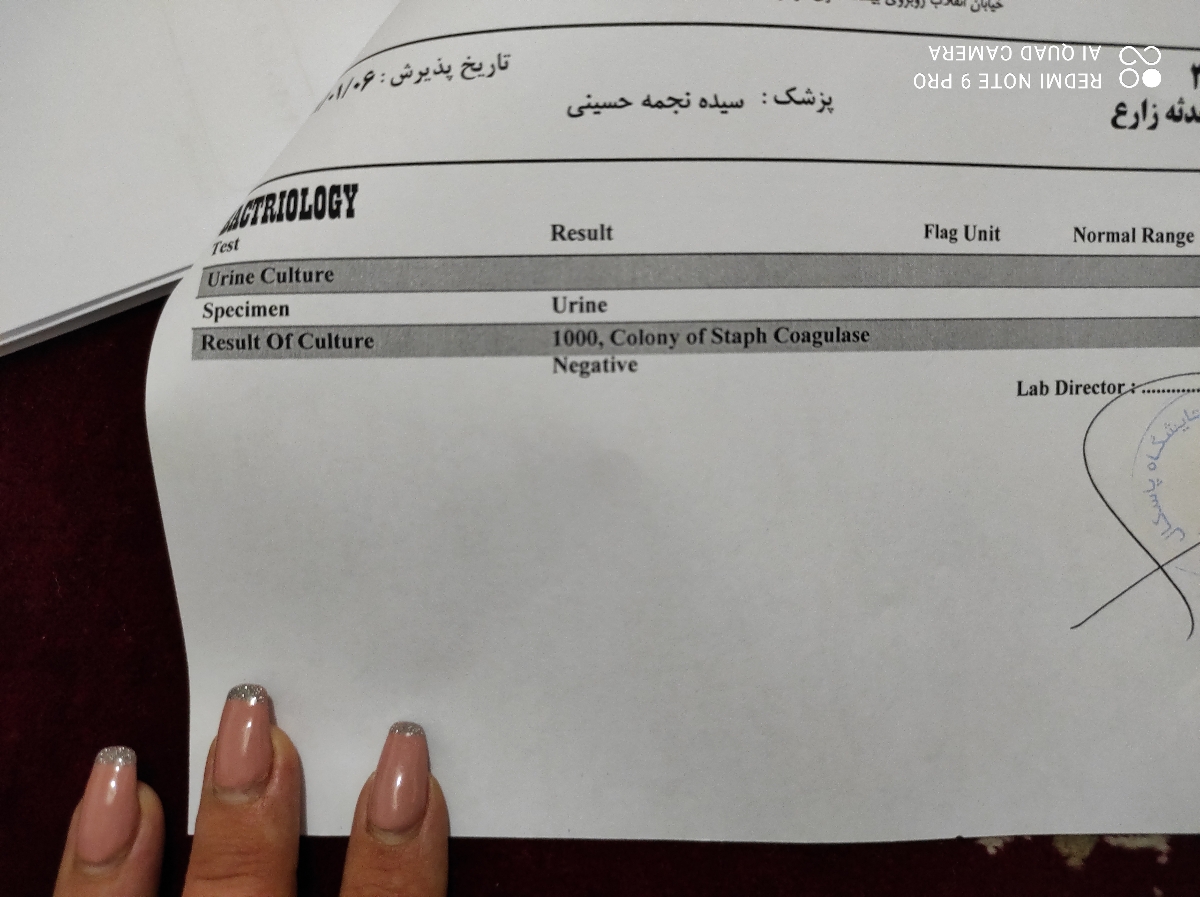 تاریخ پذیرش :
پزشک : سیده نجمه حسینی
زارع
Test Result Flag Unit Normal Range
Urine Culture
Specimen Urine
Result Of Culture 1000, Colony of Staph Coagulase
Negative
Lab Director :
REDMI NOTE 9 PRO
AI QUAD CAMERA